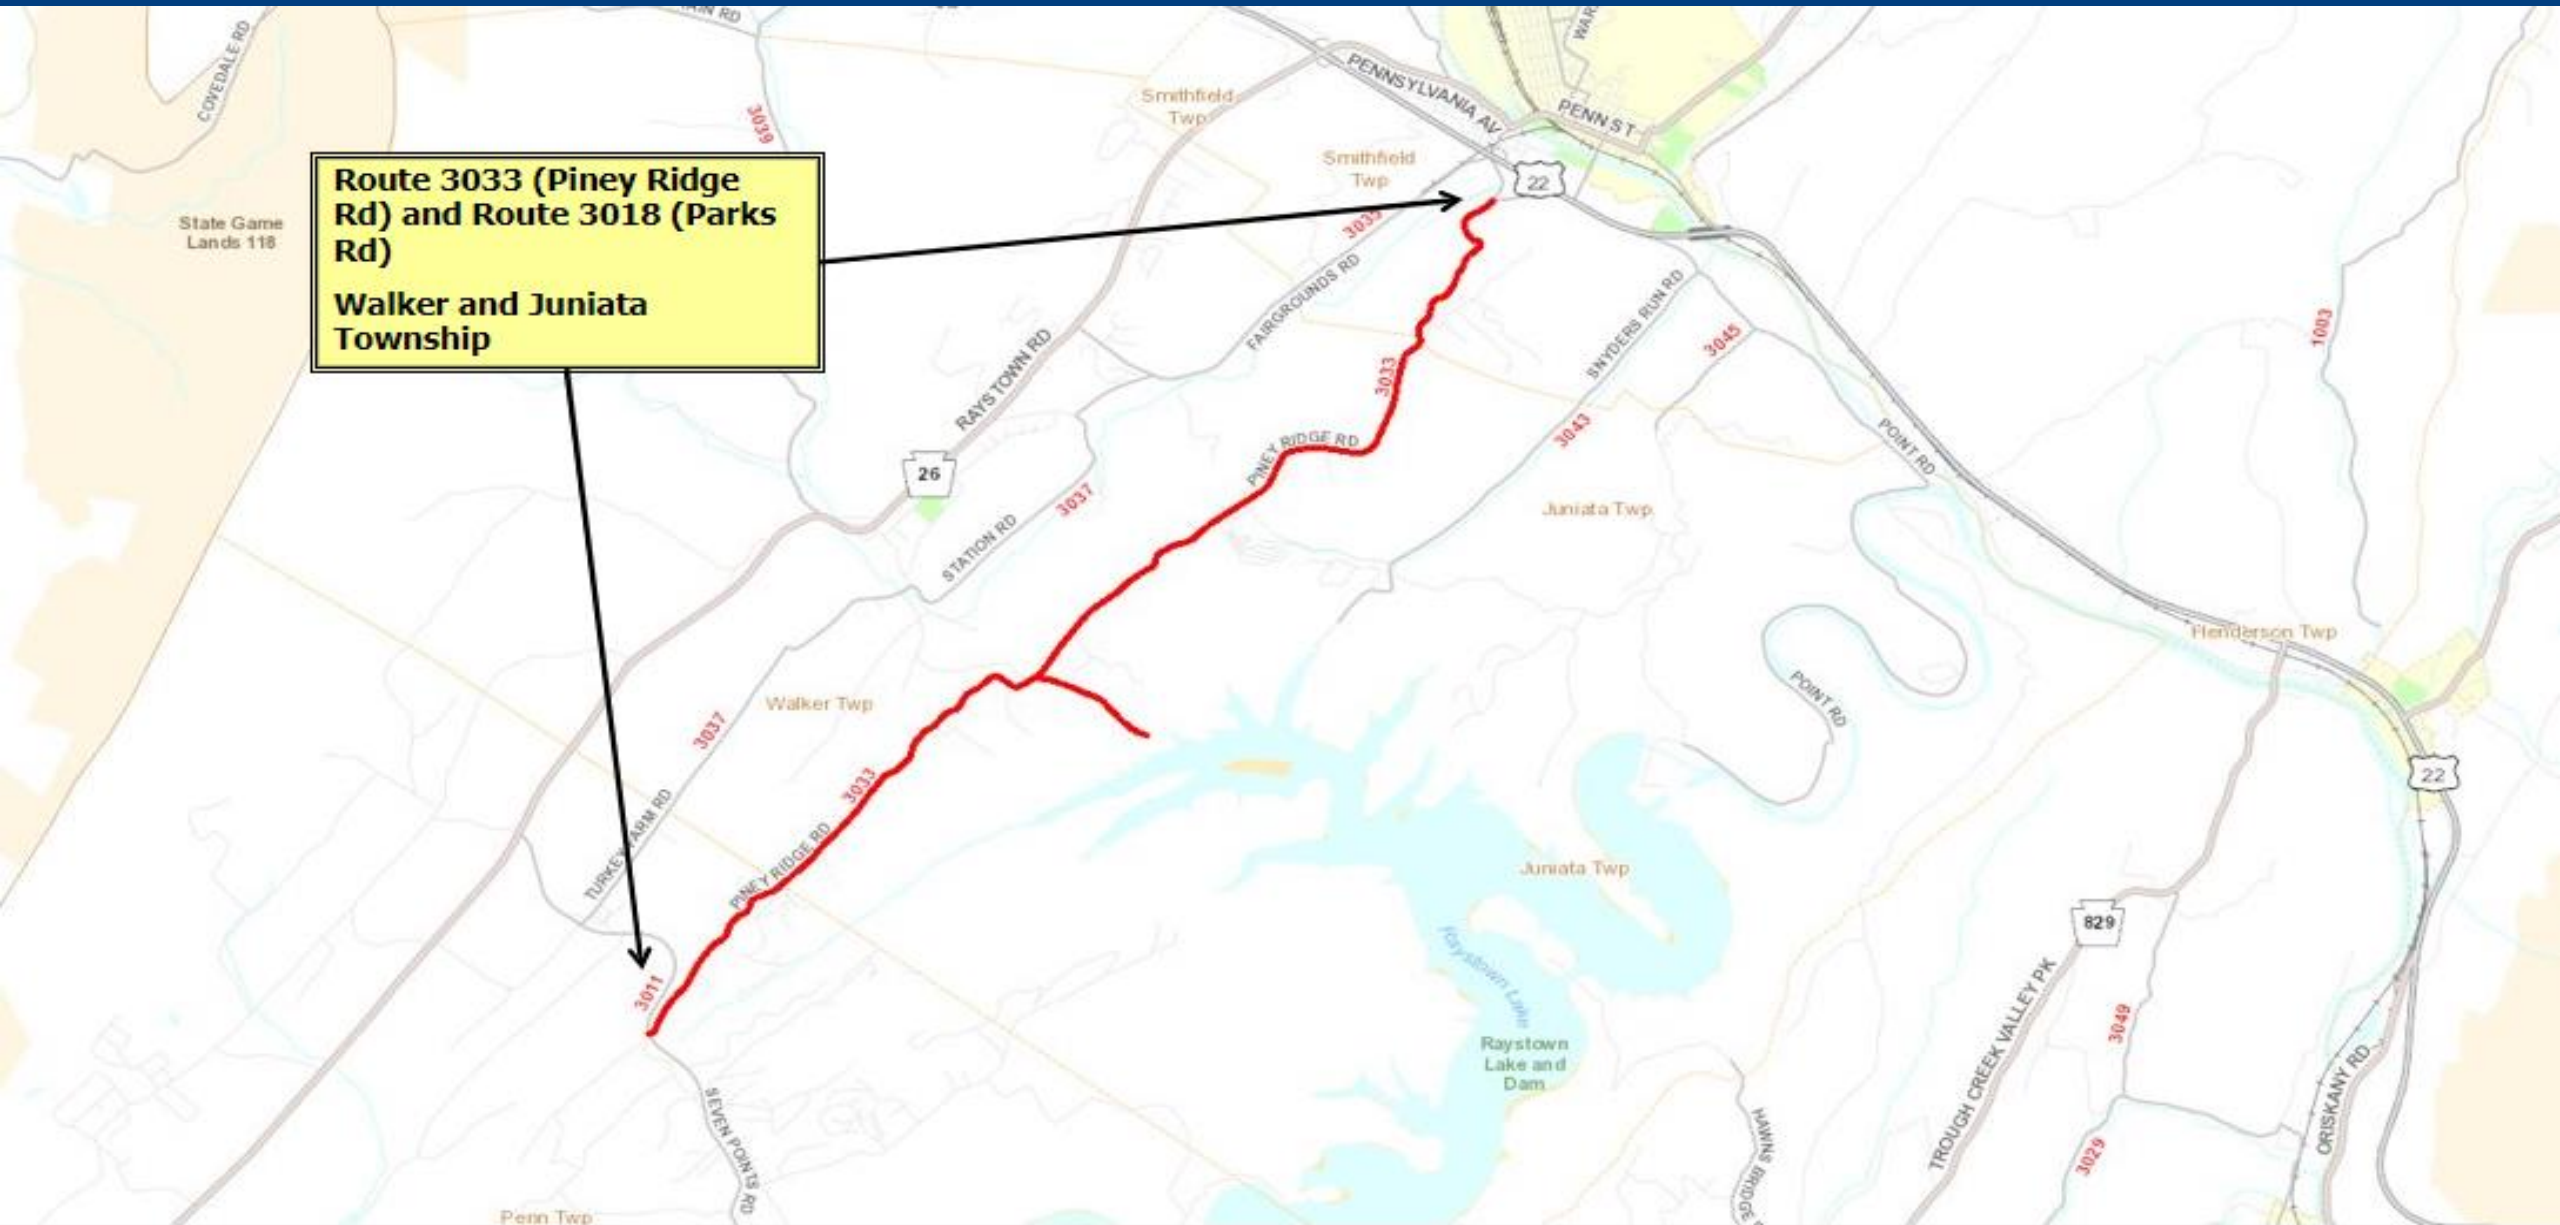 COVEDALE RD
3039
Smithfield
Twp
PENNSYLVANIA AV
PENN ST
Smithfield
Twp
22
Route 3033 (Piney Ridge
Rd) and Route 3018 (Parks
Rd)
Walker and Juniata
Township
State Game
Lands 118
3035
FAIRGROUNDS RD
SNYDERS RUN RD
3045
1003
RAYSTOWN RD
3033
PINEY RIDGE RD
3043
POINT RD
26
3037
STATION RD
Juniata Twp
Henderson Twp
Walker Twp
3037
POINT RD
3033
22
TURKEY FARM RD
PINEY RIDGE RD
Juniata Twp
829
Raystown Lake
3011
TROUGH CREEK VALLEY PK
Raystown
Lake and
Dam
3049
SEVEN POINTS RD
HAWNS BRIDGE
ORISKANY RD
3029
Penn Twp